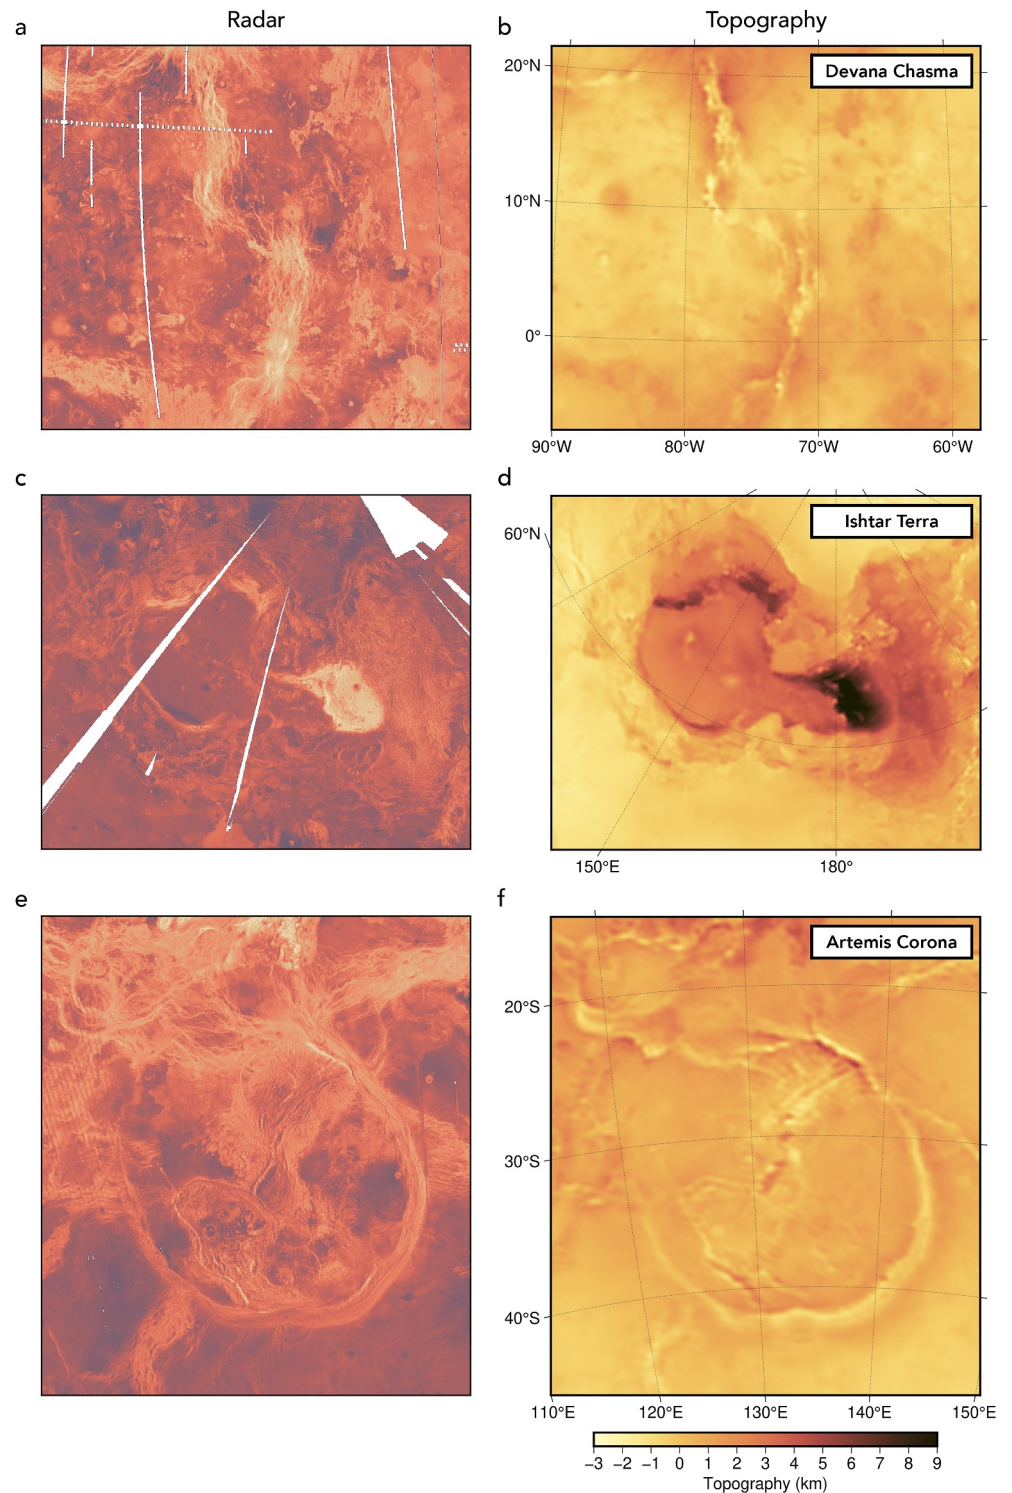 Radar
Topography
a
b
Devana Chasma
20°N
10°N
0°
90°W 80°W 70°W 60°W
c
d
Ishtar Terra
60°N
150°E 180°
e
f
Artemis Corona
20°S
30°S
40°S
110°E 120°E 130°E 140°E 150°E
−3 −2 −1 0 1 2 3 4 5 6 7 8 9
Topography (km)